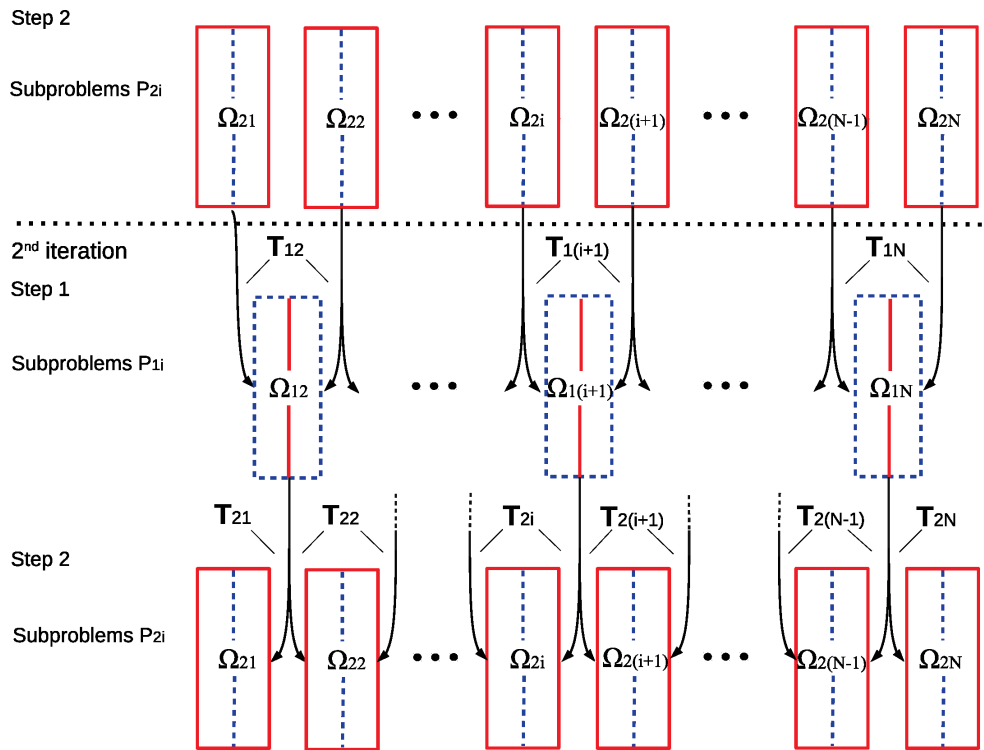 Step 2
Subproblems P2i
Ω21 Ω22 ••• Ω2i Ω2(i+1) ••• Ω2(N-1) Ω2N
2nd iteration
T12 T1(i+1) T1N
Step 1
Subproblems P1i
Ω12 ••• Ω1(i+1) ••• Ω1N
T21 T22 T2i T2(i+1) T2(N-1) T2N
Step 2
Subproblems P2i
Ω21 Ω22 ••• Ω2i Ω2(i+1) ••• Ω2(N-1) Ω2N